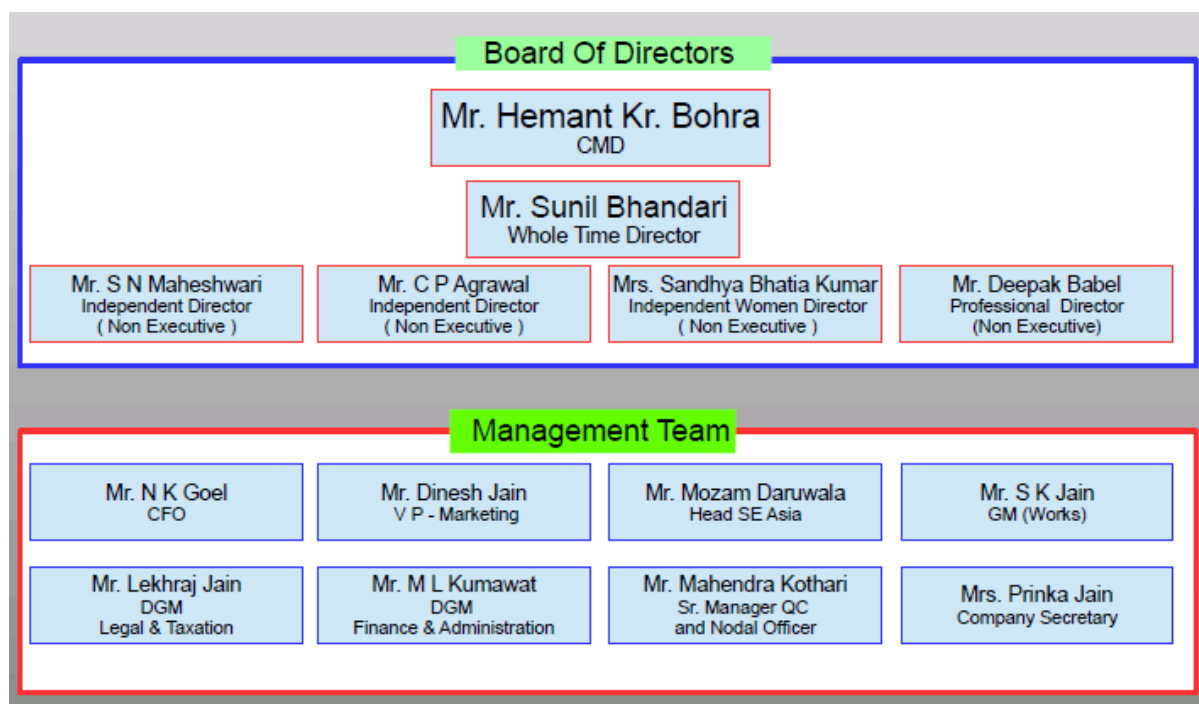 Board Of Directors
Mr. Hemant Kr. Bohra
CMD
Mr. Sunil Bhandari
Whole Time Director
Mr. S N Maheshwari
Independent Director
( Non Executive )
Mr. C P Agrawal
Independent Director
( Non Executive )
Mrs. Sandhya Bhatia Kumar
Independent Women Director
( Non Executive )
Mr. Deepak Babel
Professional Director
(Non Executive)
Management Team
Mr. N K Goel
CFO
Mr. Dinesh Jain
V P - Marketing
Mr. Mozam Daruwala
Head SE Asia
Mr. S K Jain
GM (Works)
Mr. Lekhraj Jain
DGM
Legal & Taxation
Mr. M L Kumawat
DGM
Finance & Administration
Mr. Mahendra Kothari
Sr. Manager QC
and Nodal Officer
Mrs. Prinka Jain
Company Secretary